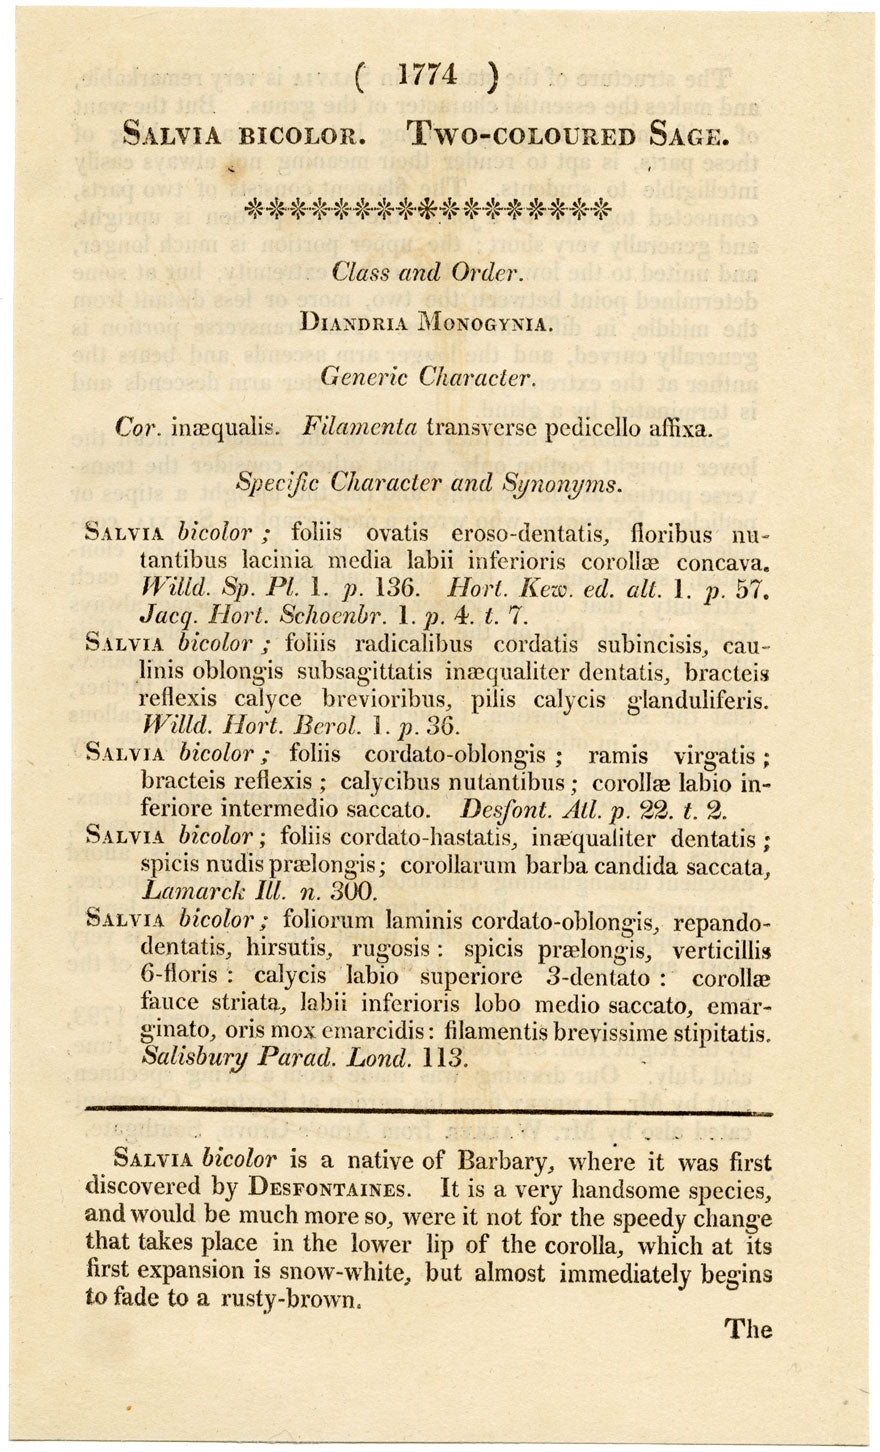 ( 1774 )
SALVIA BICOLOR. TWO-COLOURED SAGE.
Class and Order.
DIANDRIA MONOGYNIA.
Generic Character.
Cor. inæqualis. Filamenta transverse pedicello affixa.
Specific Character and Synonyms.
SALVIA bicolor; foliis ovatis eroso-dentatis, floribus nu-
tantibus lacinia media labii inferioris corollæ concava.
Willd. Sp. Pl. 1. p. 136. Hort. Kew. ed. alt. 1. p. 57.
Jacq. Hort. Schoenbr. 1. p. 4. t. 7.
SALVIA bicolor; foliis radicalibus cordatis subincisis, cau-
linis oblongis subsagittatis inæqualiter dentatis, bracteis
reflexis calyce brevioribus, pilis calycis glanduliferis.
Willd. Hort. Berol. 1. p. 36.
SALVIA bicolor; foliis cordato-oblongis; ramis virgatis;
bracteis reflexis; calycibus nutantibus; corollæ labio in-
feriore intermedio saccato. Desfont. Atl. p. 22. t. 2.
SALVIA bicolor; foliis cordato-hastatis, inæqualiter dentatis;
spicis nudis prælongis; corollarum barba candida saccata,
Lamarck Ill. n. 300.
SALVIA bicolor; foliorum laminis cordato-oblongis, repando-
dentatis, hirsutis, rugosis: spicis prælongis, verticillis
6-floris: calycis labio superiore 3-dentato: corollæ
fauce striata, labii inferioris lobo medio saccato, emar-
ginato, oris mox emarcidis: filamentis brevissime stipitatis.
Salisbury Parad. Lond. 113.
SALVIA bicolor is a native of Barbary, where it was first
discovered by DESFONTAINES. It is a very handsome species,
and would be much more so, were it not for the speedy change
that takes place in the lower lip of the corolla, which at its
first expansion is snow-white, but almost immediately begins
to fade to a rusty-brown.
The